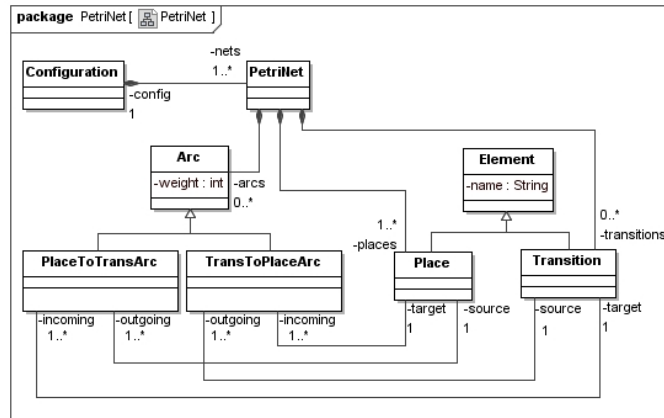 package PetriNet[ PetriNet ]
-nets
Configuration
1..*
PetriNet
-config
1
Arc
-weight : int
-arcs
0..*
Element
-name : String
1..*
-places
0..*
-transitions
PlaceToTransArc
TransToPlaceArc
Place
Transition
-incoming
1..*
-outgoing
1..*
-outgoing
1..*
-incoming
1..*
-target
1
-source
1
-source
1
-target
1